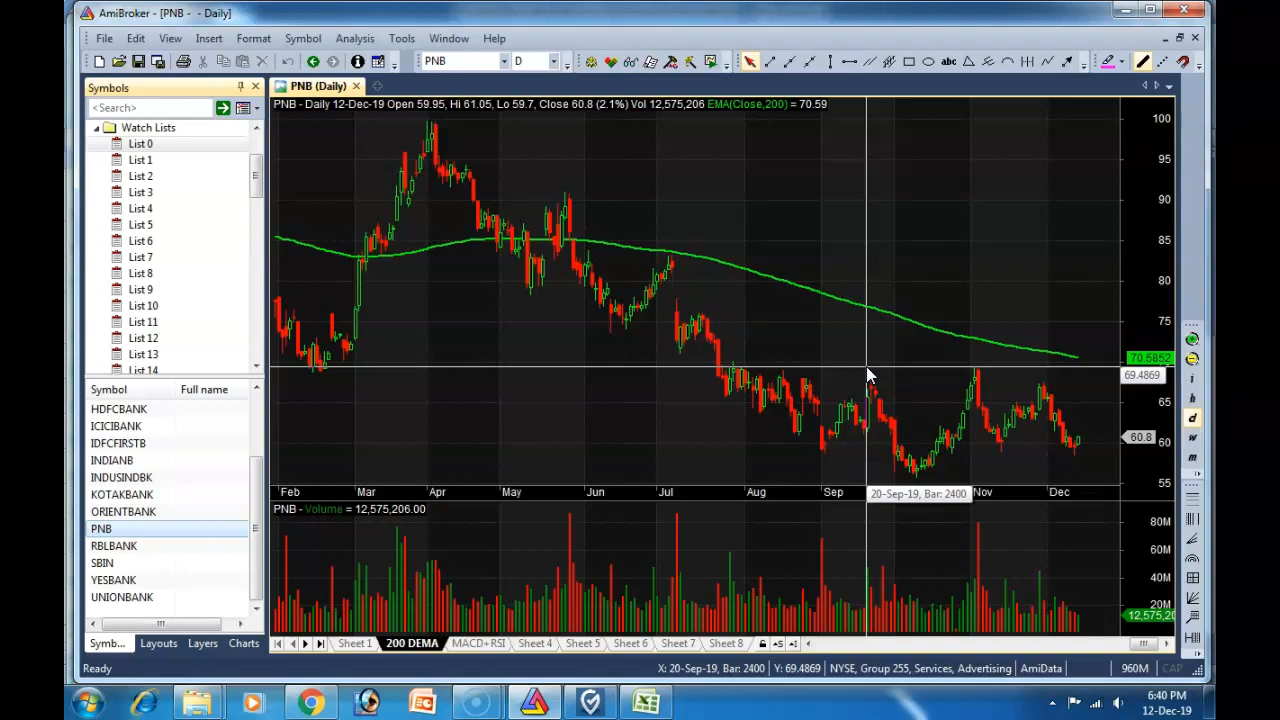 AmiBroker - [PNB - - Daily]
File Edit View Insert Format Symbol Analysis Tools Window Help
PNB D abc
Symbols
PNB (Daily)
<Search>
PNB - Daily 12-Dec-19 Open 59.95, Hi 61.05, Lo 59.7, Close 60.8 (2.1%) Vol 12,575,206 EMA(Close,200) = 70.59
Watch Lists
List 0
List 1
List 2
List 3
List 4
List 5
List 6
List 7
List 8
List 9
List 10
List 11
List 12
List 13
List 14
Symbol Full name
HDFCBANK
ICICIBANK
IDFCFIRSTB
INDIANB
INDUSINDBK
KOTAKBANK
ORIENTBANK
PNB
RBLBANK
SBIN
YESBANK
UNIONBANK
Symb... Layouts Layers Charts
100
95
90
85
80
75
70.5852
69.4869
65
60.8
60
55
Feb Mar Apr May Jun Jul Aug Sep 20-Sep-19, Bar: 2400 Nov Dec
PNB - Volume = 12,575,206.00
80M
60M
40M
20M
12,575,20
Sheet 1 200 DEMA MACD+RSI Sheet 4 Sheet 5 Sheet 6 Sheet 7 Sheet 8
i
h
d
w
m
Ready X: 20-Sep-19, Bar: 2400 Y: 69.4869 NYSE, Group 255, Services, Advertising AmiData 960M CAP
6:40 PM
12-Dec-19